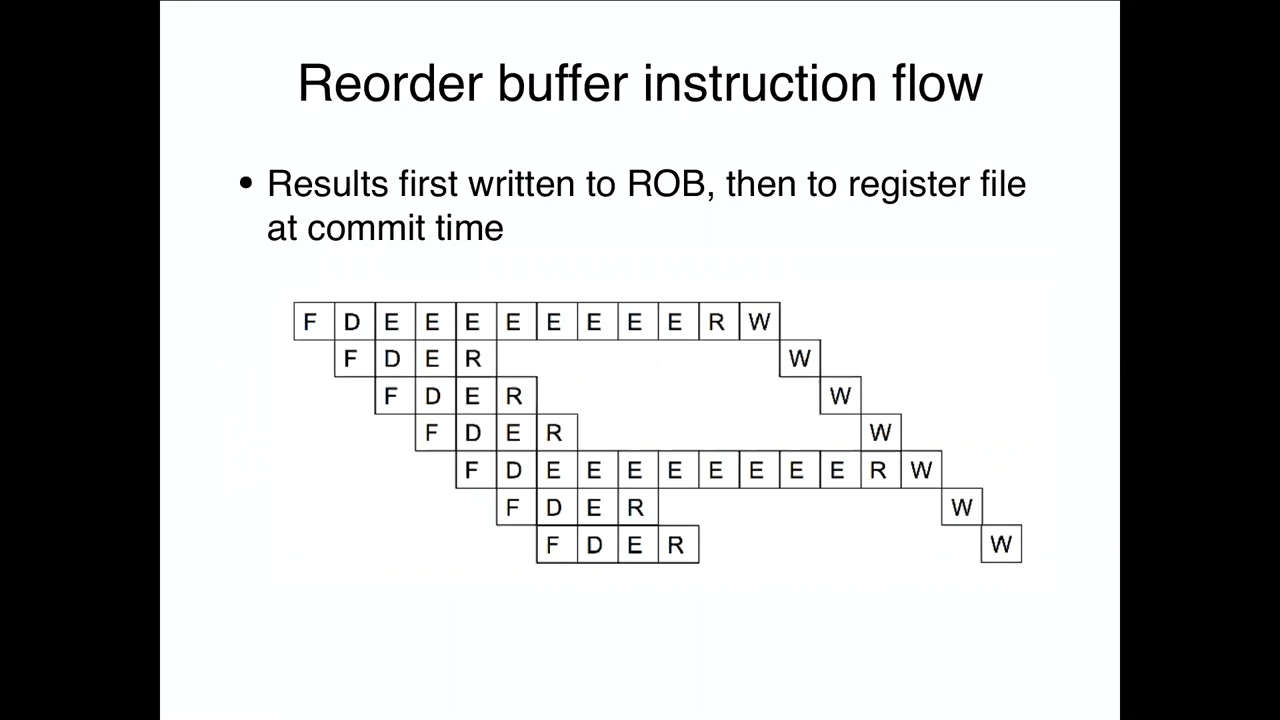 Reorder buffer instruction flow
• Results first written to ROB, then to register file
at commit time
F D E E E E E E E E R W
F D E R W
F D E R W
F D E R W
F D E E E E E E E E R W
F D E R W
F D E R W